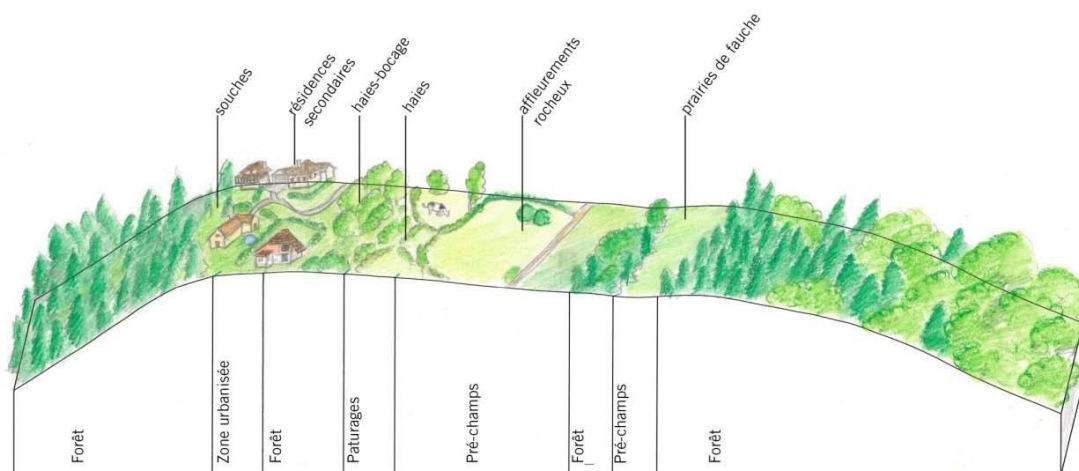 souches
résidences
secondaires
haies-bocage
haies
affleurements
rocheux
prairies de fauche
Forêt
Zone urbanisée
Forêt
Paturages
Pré-champs
Forêt_
Pré-champs
Forêt